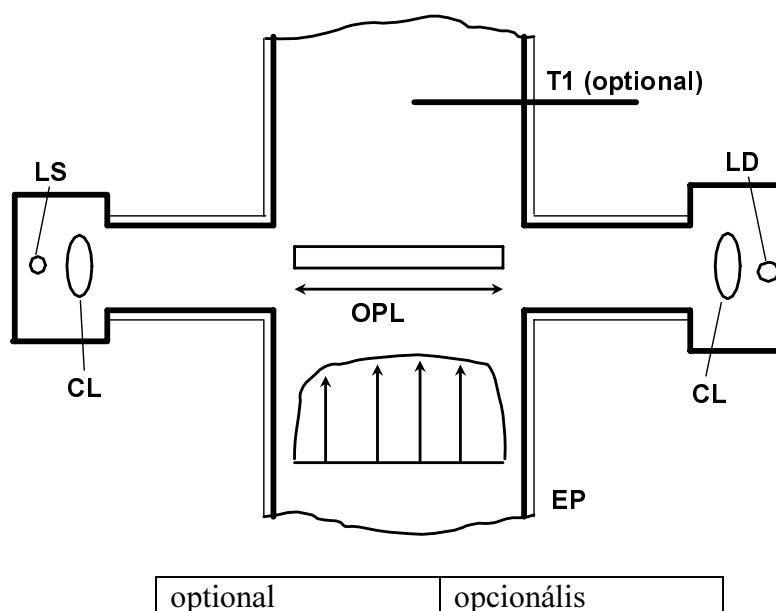 T1 (optional)
LS
LD
OPL
CL
CL
EP
optional opcionális